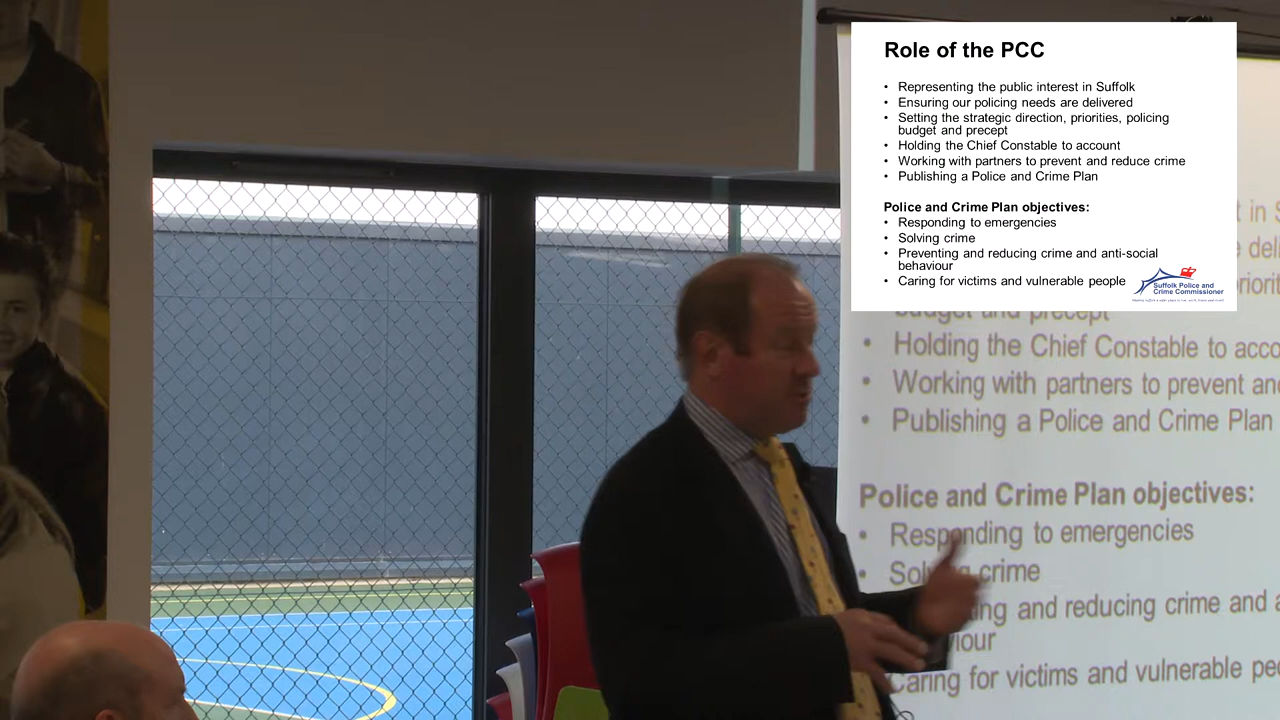 Role of the PCC
• Representing the public interest in Suffolk
• Ensuring our policing needs are delivered
• Setting the strategic direction, priorities, policing
budget and precept
• Holding the Chief Constable to account
• Working with partners to prevent and reduce crime
• Publishing a Police and Crime Plan
Police and Crime Plan objectives:
• Responding to emergencies
• Solving crime
• Preventing and reducing crime and anti-social
behaviour
• Caring for victims and vulnerable people
Suffolk Police and
Crime Commissioner
t in
budget and precept
• Holding the Chief Constable to acco
• Working with partners to prevent an
• Publishing a Police and Crime Plan
Police and Crime Plan objectives:
• Responding to emergencies
• crime
ing and reducing crime and a
viour
Caring for victims and vulnerable pe